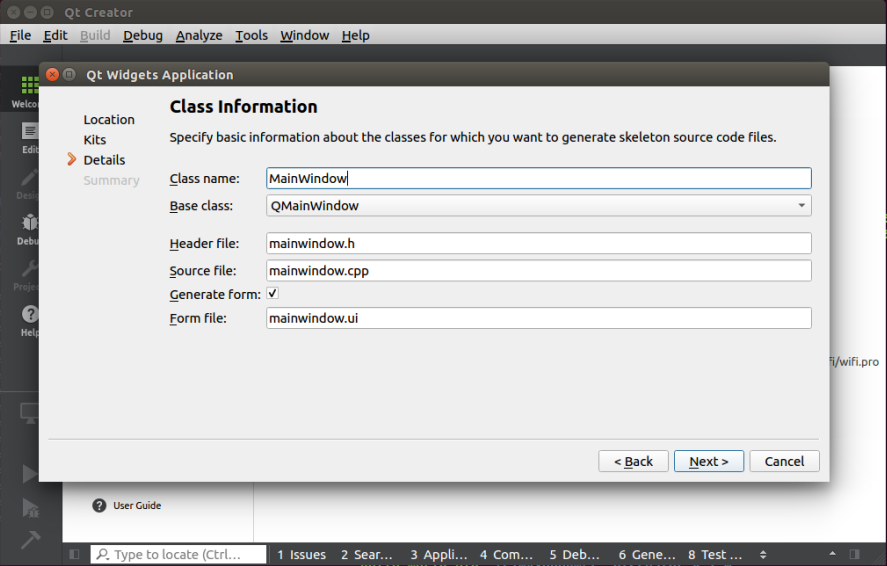 Qt Creator
File Edit Build Debug Analyze Tools Window Help
Qt Widgets Application
Welco
Edit
Desig
Debu
Projec
Help
Location
Kits
Details
Summary
Class Information
Specify basic information about the classes for which you want to generate skeleton source code files.
Class name: MainWindow
Base class: QMainWindow
Header file: mainwindow.h
Source file: mainwindow.cpp
Generate form:
Form file: mainwindow.ui
fi/wifi.pro
< Back Next > Cancel
? User Guide
Type to locate (Ctrl... 1 Issues 2 Sear... 3 Appli... 4 Com... 5 Deb... 6 Gene... 8 Test ...